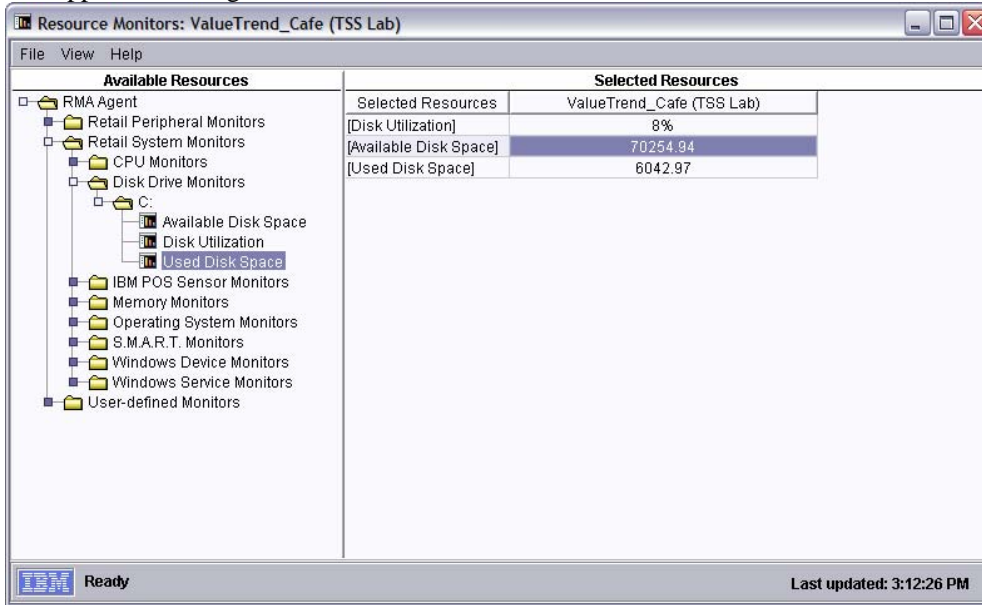 Resource Monitors: ValueTrend_Cafe (TSS Lab)
File View Help
Available Resources
RMA Agent
Retail Peripheral Monitors
Retail System Monitors
CPU Monitors
Disk Drive Monitors
C:
Available Disk Space
Disk Utilization
Used Disk Space
IBM POS Sensor Monitors
Memory Monitors
Operating System Monitors
S.M.A.R.T. Monitors
Windows Device Monitors
Windows Service Monitors
User-defined Monitors
Selected Resources
Selected Resources ValueTrend_Cafe (TSS Lab)
[Disk Utilization] 8%
[Available Disk Space] 70254.94
[Used Disk Space] 6042.97
IBM Ready Last updated: 3:12:26 PM